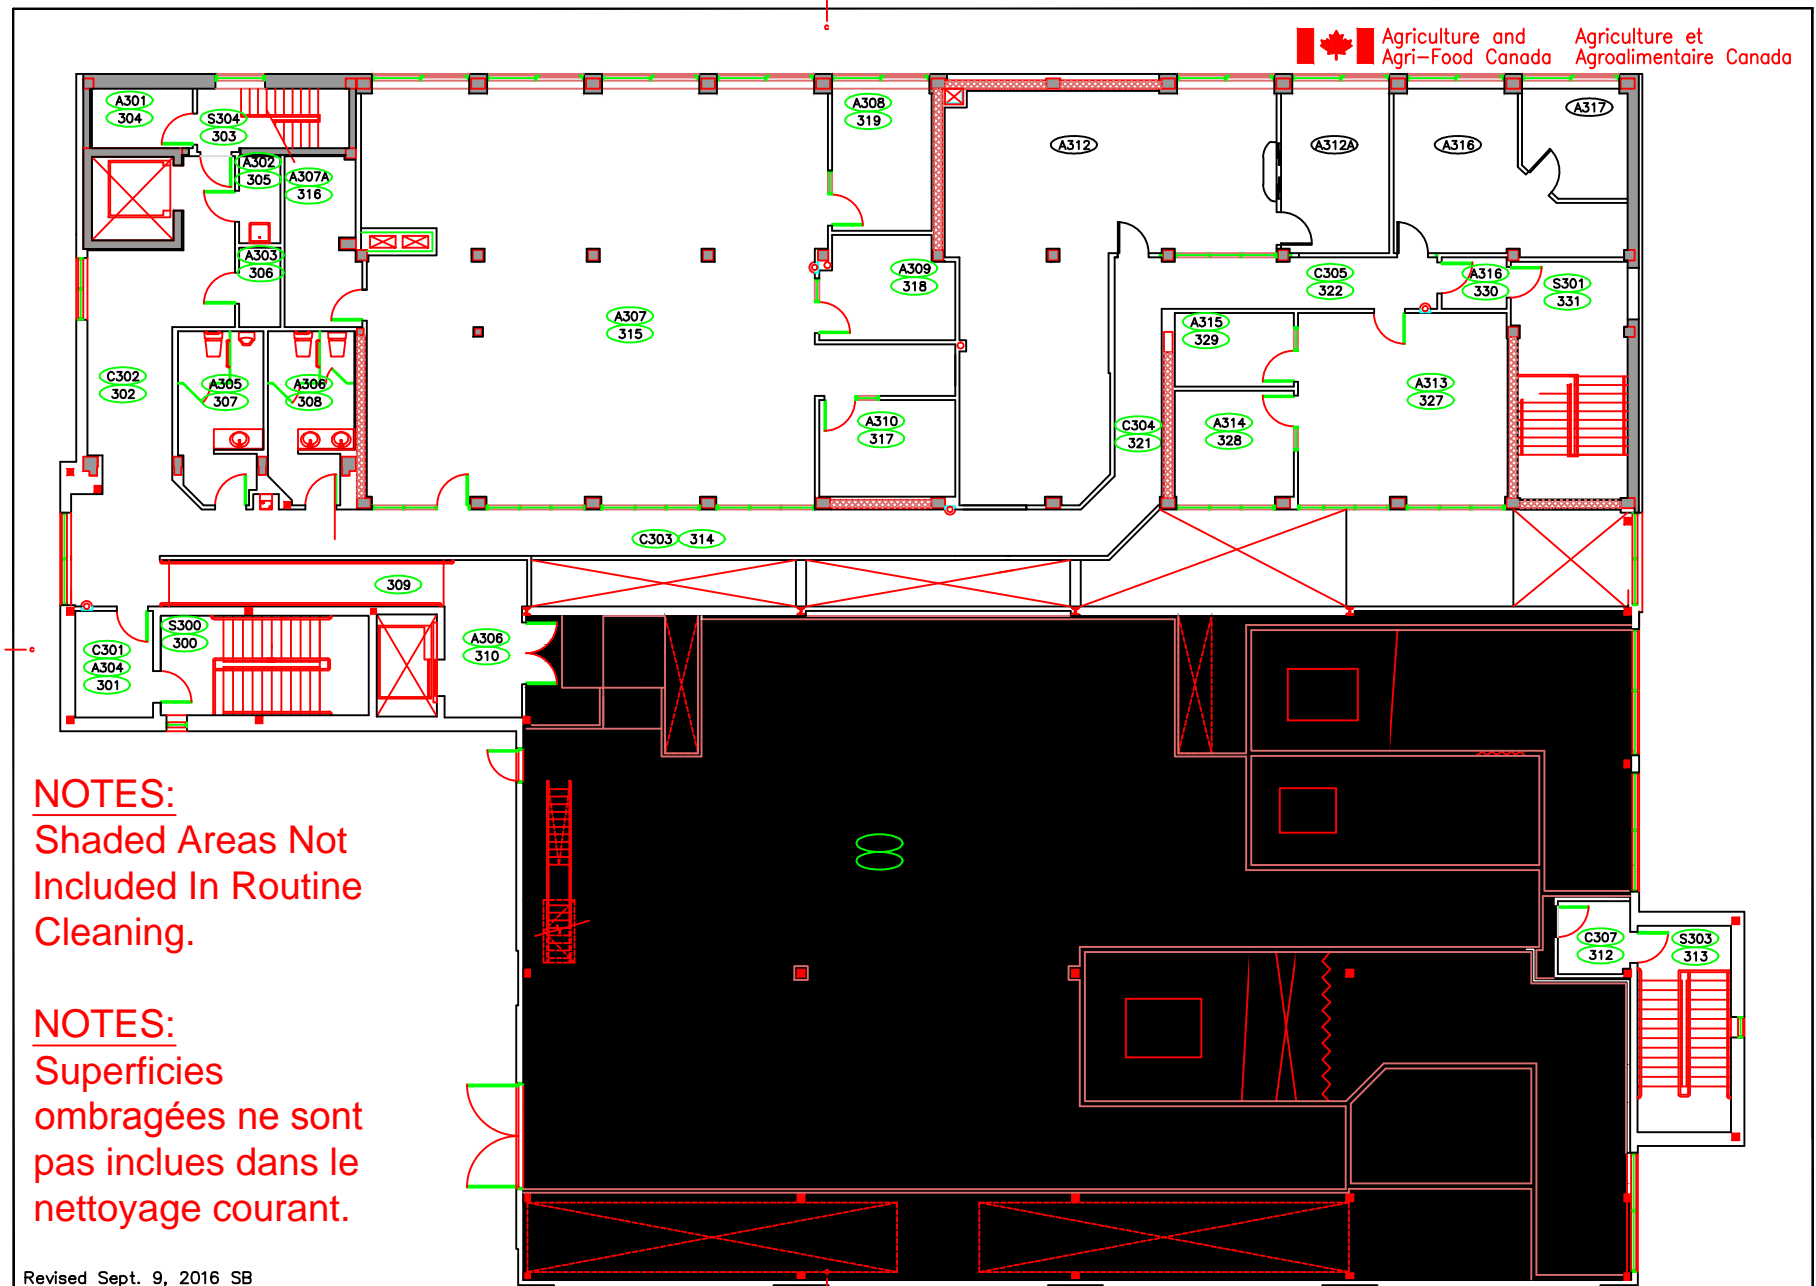 Agriculture and
Agri-Food Canada
Agriculture et
Agroalimentaire Canada
A301
304
S304
303
A302
305
A307A
316
A303
306
A308
319
A312
A312A
A316
A317
A309
318
A307
315
C305
322
A316
330
S301
331
A315
329
C302
302
A305
307
A306
308
A313
327
A310
317
C304
321
A314
328
C303
314
309
S300
300
C301
A304
301
A306
310
C307
312
S303
313
NOTES:
Shaded Areas Not
Included In Routine
Cleaning.
NOTES:
Superficies
ombragées ne sont
pas inclues dans le
nettoyage courant.
Revised Sept. 9, 2016 SB
c
c